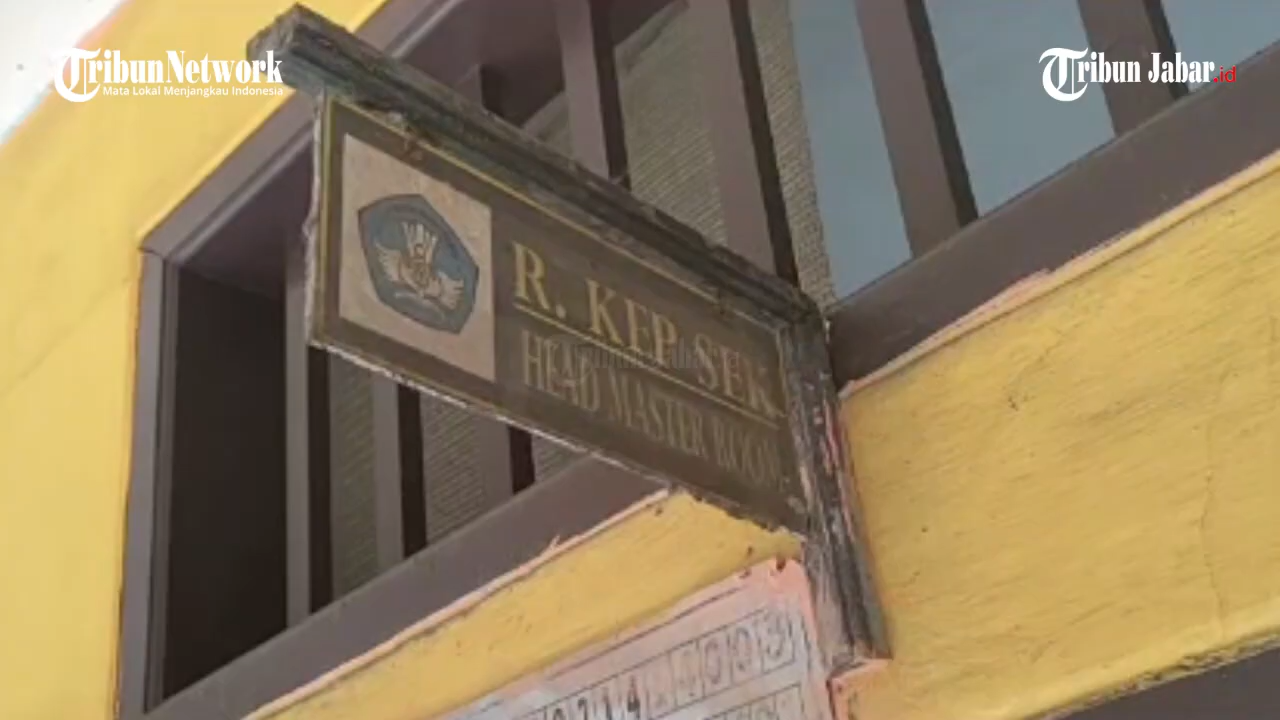 TribunNetwork
Mata Lokal Menjangkau Indonesia
Tribun Jabar.id
R. KEP SEK
HEAD MASTER ROOM